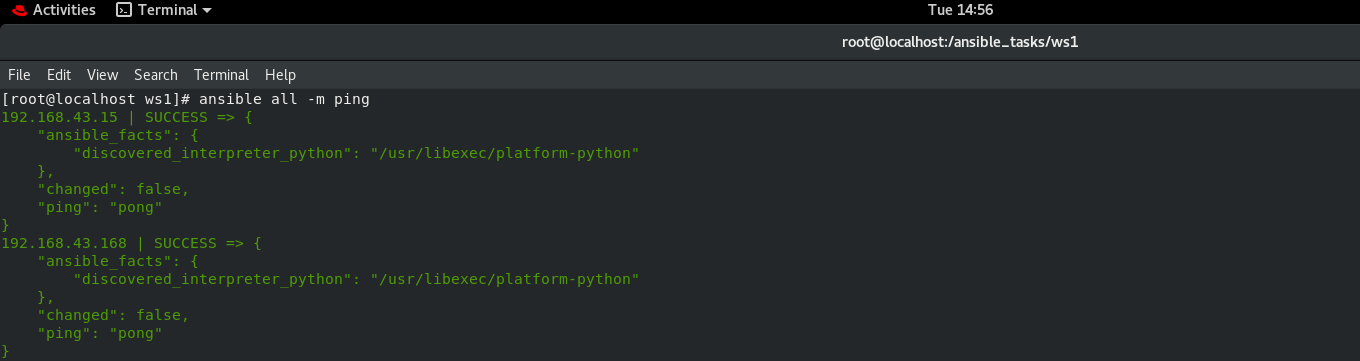 Activities Terminal Tue 14:56
root@localhost:/ansible_tasks/ws1
File Edit View Search Terminal Help
[root@localhost ws1]# ansible all -m ping
192.168.43.15 | SUCCESS => {
    "ansible_facts": {
        "discovered_interpreter_python": "/usr/libexec/platform-python"
    },
    "changed": false,
    "ping": "pong"
}
192.168.43.168 | SUCCESS => {
    "ansible_facts": {
        "discovered_interpreter_python": "/usr/libexec/platform-python"
    },
    "changed": false,
    "ping": "pong"
}